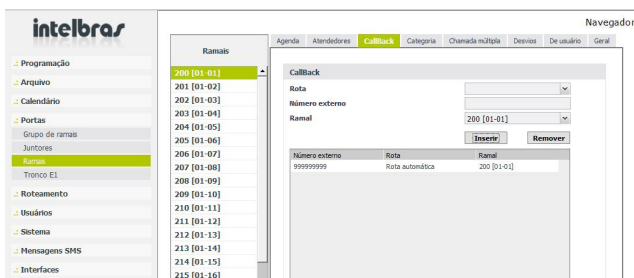 intelbras
Navegador
.: Programação
.: Arquivo
.: Calendário
.: Portas
Grupo de ramais
Juntores
Ramais
Tronco E1
.: Roteamento
.: Usuários
.: Sistema
.: Mensagens SMS
.: Interfaces
Ramais
200 [01-01]
201 [01-02]
202 [01-03]
203 [01-04]
204 [01-05]
205 [01-06]
206 [01-07]
207 [01-08]
208 [01-09]
209 [01-10]
210 [01-11]
211 [01-12]
212 [01-13]
213 [01-14]
214 [01-15]
215 [01-16]
Agenda Atendedores CallBack Categoria Chamada múltipla Desvios De usuário Geral
CallBack
Rota
Número externo
Ramal 200 [01-01]
Inserir Remover
Número externo Rota Ramal
999999999 Rota automática 200 [01-01]